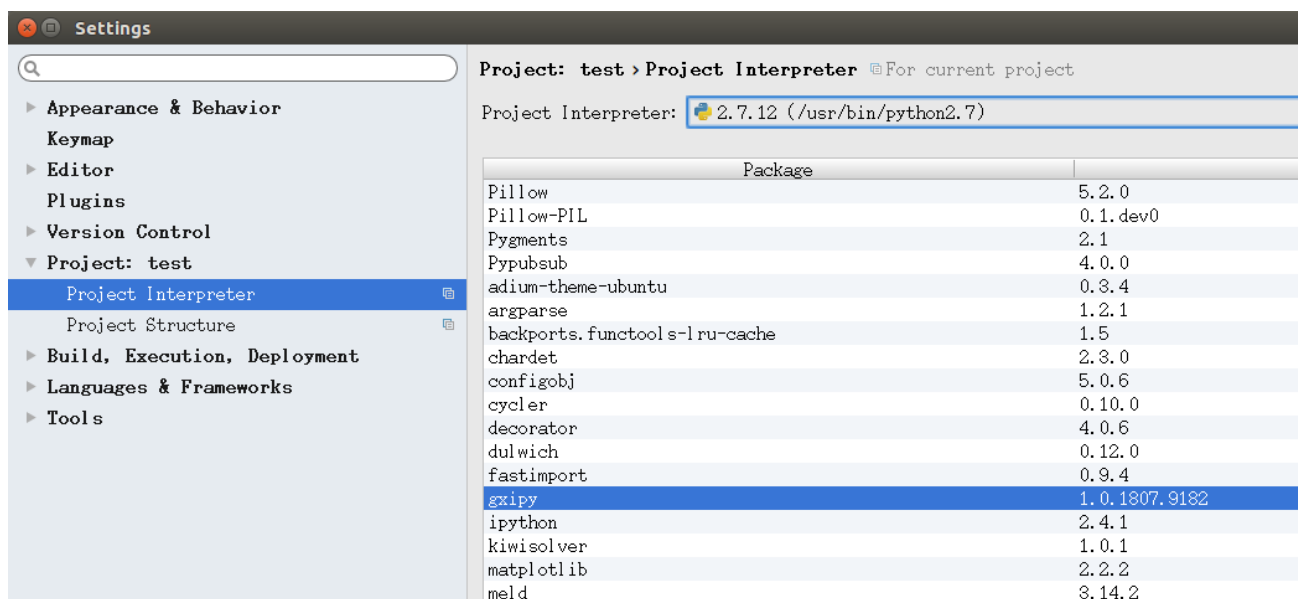 Settings
Appearance & Behavior
Keymap
Editor
Plugins
Version Control
Project: test
Project Interpreter
Project Structure
Build, Execution, Deployment
Languages & Frameworks
Tools
Project: test › Project Interpreter For current project
Project Interpreter: 2.7.12 (/usr/bin/python2.7)
Package
Pillow 5.2.0
Pillow-PIL 0.1.dev0
Pygments 2.1
Pypubsub 4.0.0
adium-theme-ubuntu 0.3.4
argparse 1.2.1
backports.functools-lru-cache 1.5
chardet 2.3.0
configobj 5.0.6
cycler 0.10.0
decorator 4.0.6
dulwich 0.12.0
fastimport 0.9.4
gxipy 1.0.1807.9182
ipython 2.4.1
kiwisolver 1.0.1
matplotlib 2.2.2
meld 3.14.2